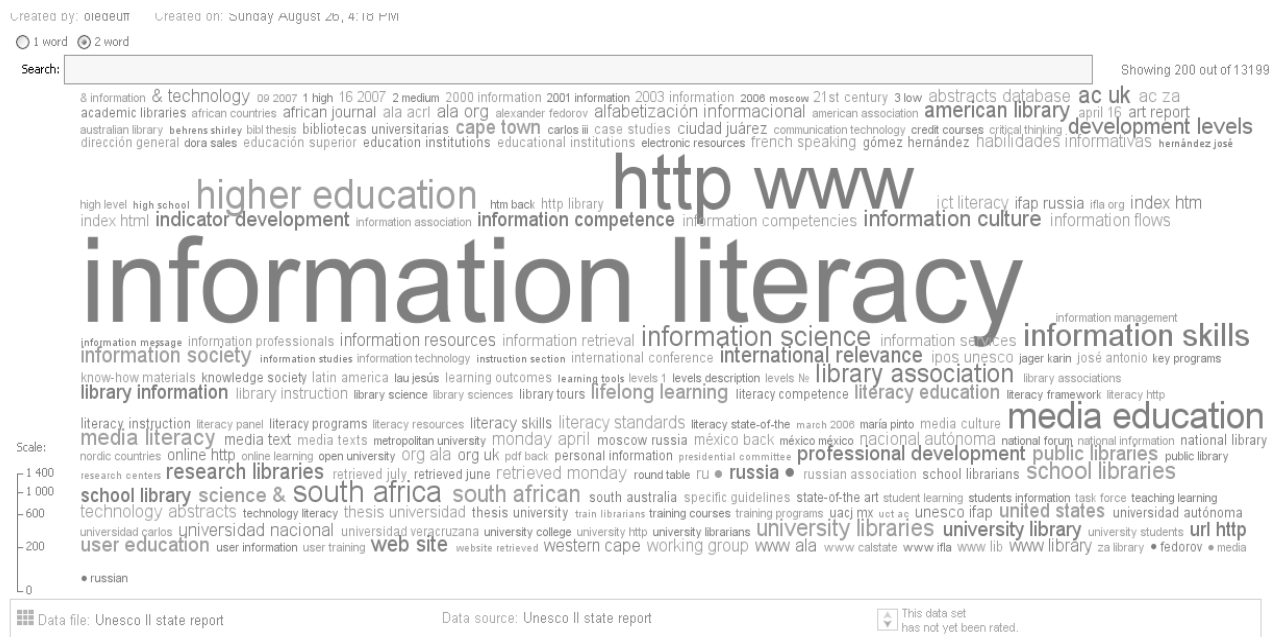 Created by: oledeuff Created on: Sunday August 26, 4:18 PM
1 word 2 word
Search: Showing 200 out of 13199
& information & technology 09 2007 1 high 16 2007 2 medium 2000 information 2001 information 2003 information 2006 moscow 21st century 3 low abstracts database ac uk ac za
academic libraries african countries african journal ala acrl ala org alexander fedorov alfabetización informacional american association american library april 16 art report
australian library behrens shirley bibl thesis bibliotecas universitarias cape town carlos iii case studies ciudad juárez communication technology credit courses critical thinking development levels
dirección general dora sales educación superior education institutions educational institutions electronic resources french speaking gómez hernández habilidades informativas hernández josé
high level high school higher education htm back http library http www ict literacy ifap russia ifla org index htm
index html indicator development information association information competence information competencies information culture information flows
information literacy information management
information message information professionals information resources information retrieval information science information services information skills
information society information studies information technology instruction section international conference international relevance ipos unesco jager karin josé antonio key programs
know-how materials knowledge society latin america lau jesús learning outcomes learning tools levels 1 levels description levels № library association library associations
library information library instruction library science library sciences library tours lifelong learning literacy competence literacy education literacy framework literacy http
literacy instruction literacy panel literacy programs literacy resources literacy skills literacy standards literacy state-of-the march 2006 maría pinto media culture media education
media literacy media text media texts metropolitan university monday april moscow russia méxico back méxico méxico nacional autónoma national forum national information national library
nordic countries online http online learning open university org ala org uk pdf back personal information presidential committee professional development public libraries public library
research centers research libraries retrieved july retrieved june retrieved monday round table ru ● russia ● russian association school librarians school libraries
school library science & south africa south african south australia specific guidelines state-of-the art student learning students information task force teaching learning
technology abstracts technology literacy thesis universidad thesis university train librarians training courses training programs uacj mx uct ac unesco ifap united states universidad autónoma
universidad carlos universidad nacional universidad veracruzana university college university http university librarians university libraries university library university students url http
user education user information user training web site website retrieved western cape working group www ala www calstate www ifla www lib www library za library ● fedorov ● media
● russian
Scale:
1 400
1 000
600
200
0
Data file: Unesco II state report Data source: Unesco II state report This data set
has not yet been rated.